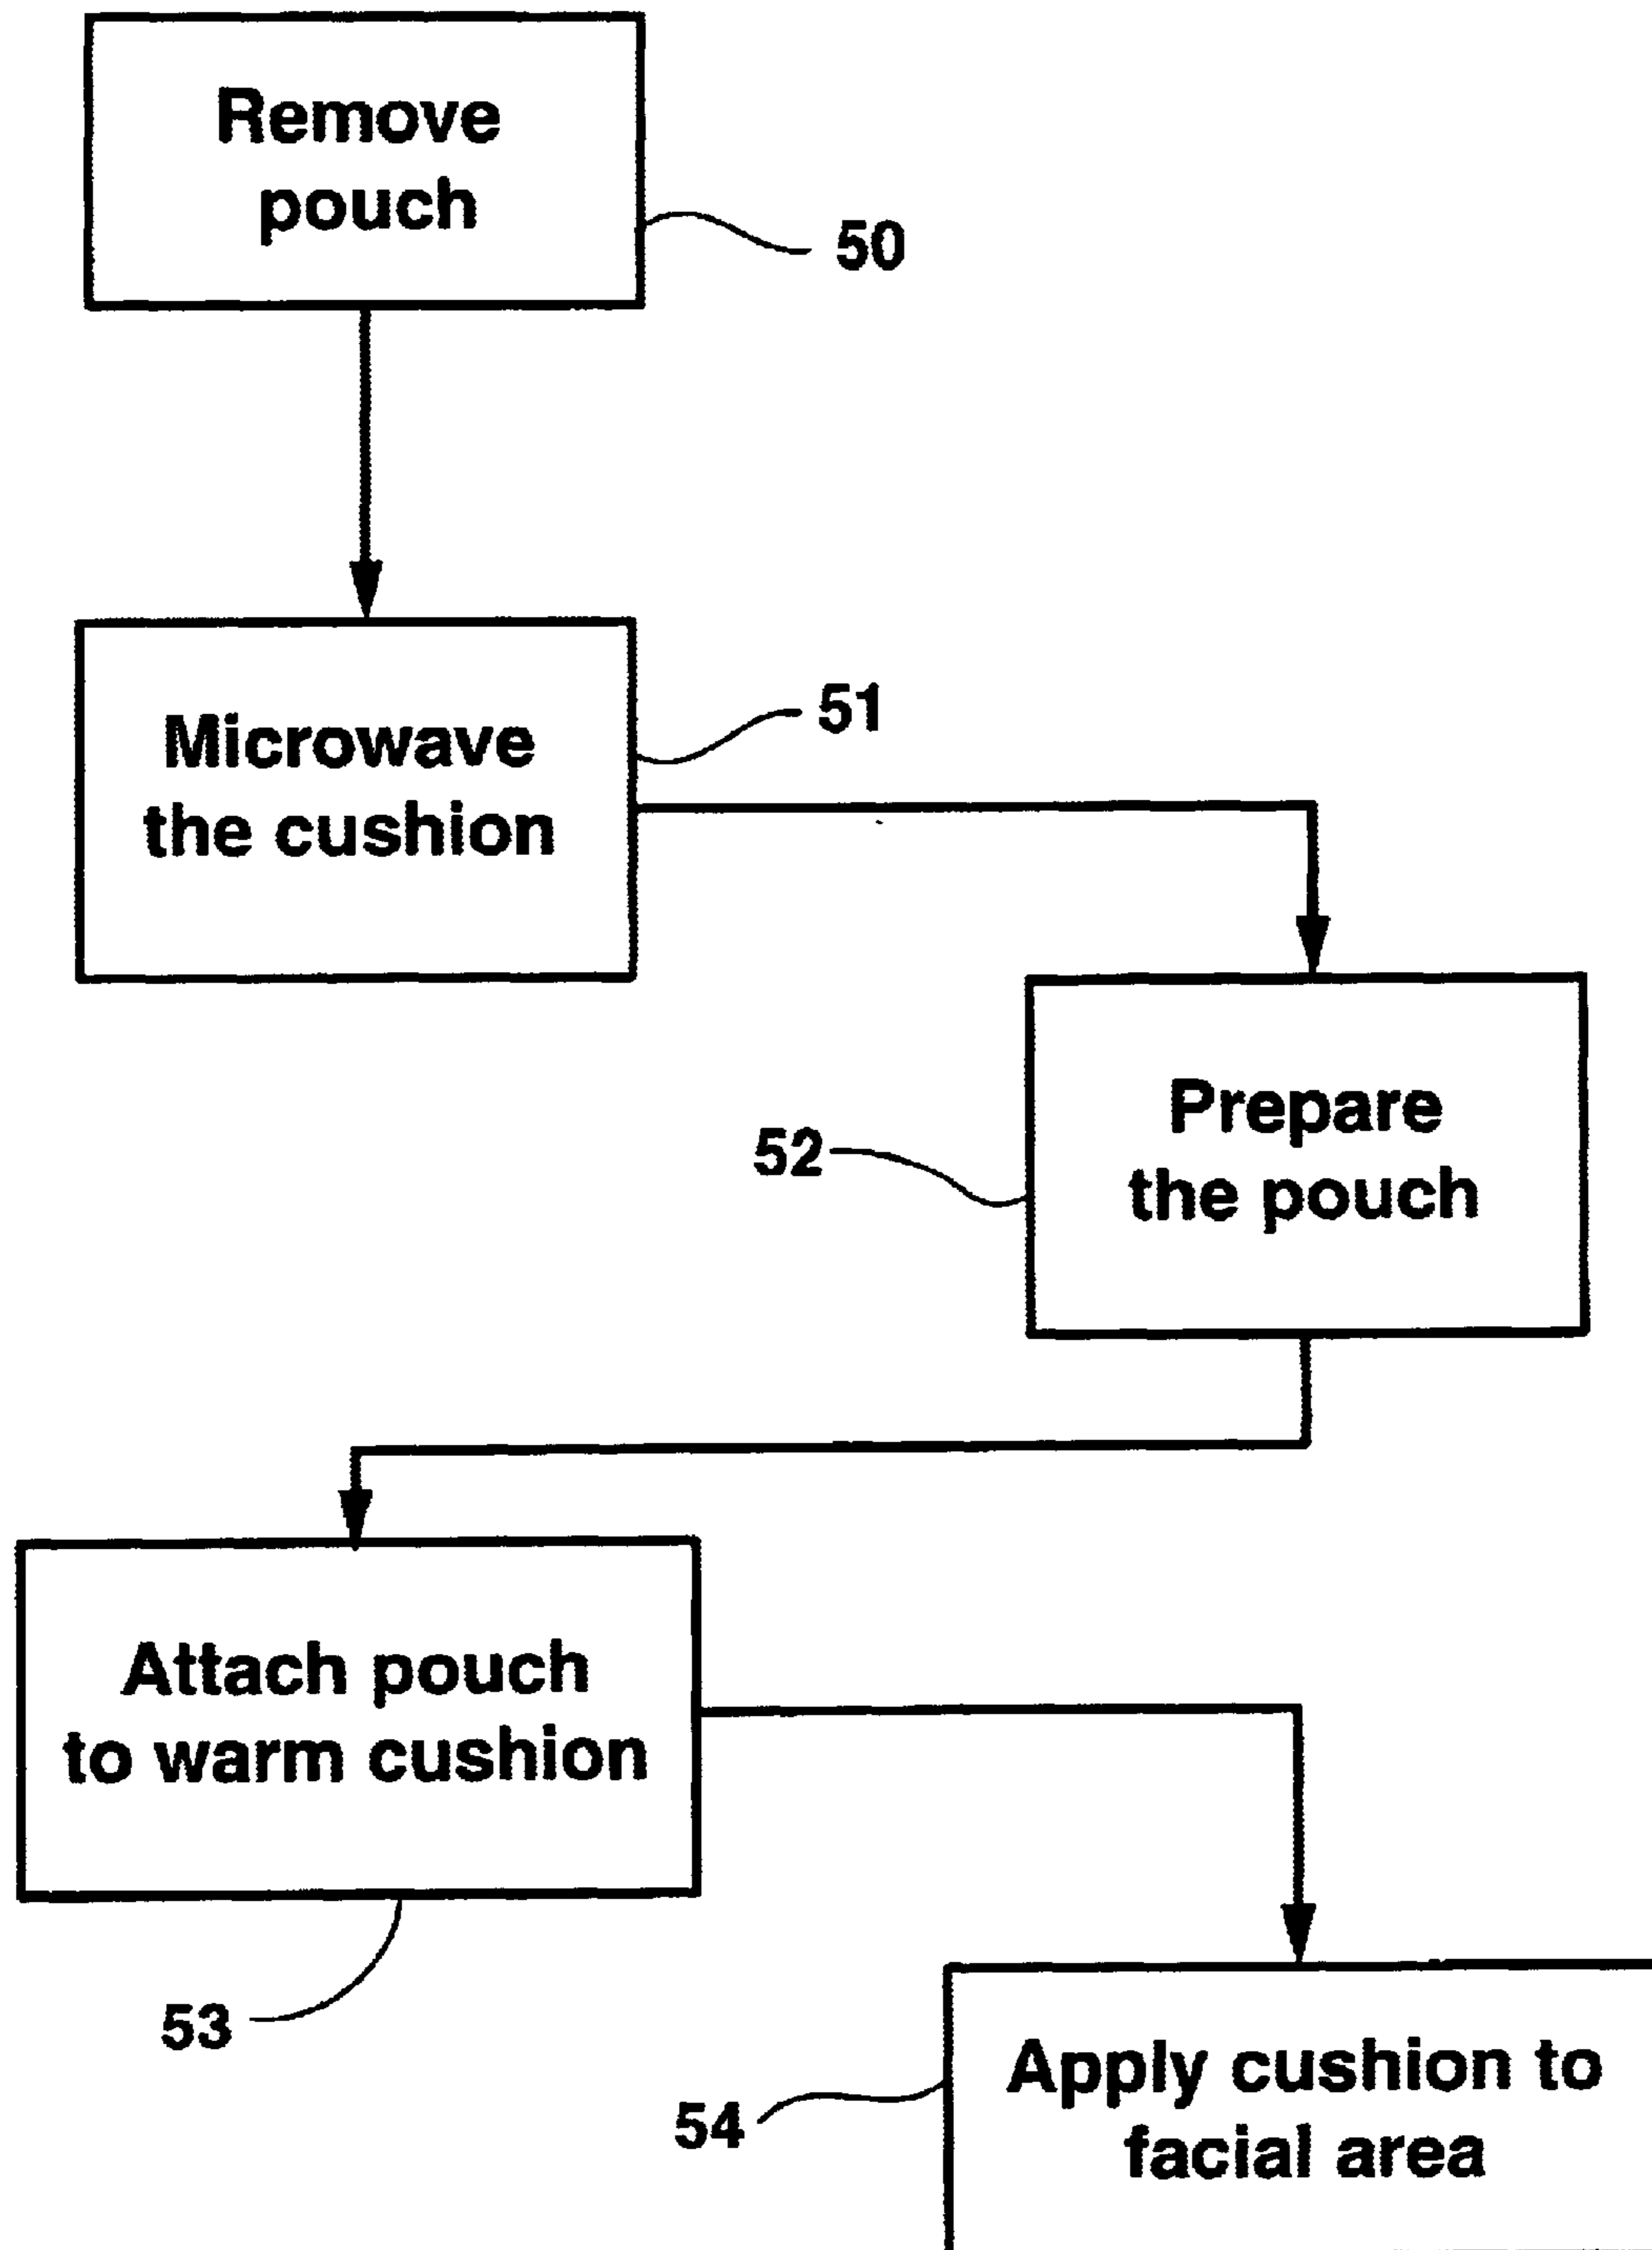 Remove
pouch
50
Microwave
the cushion
51
Prepare
the pouch
52
Attach pouch
to warm cushion
53
Apply cushion to
facial area
54